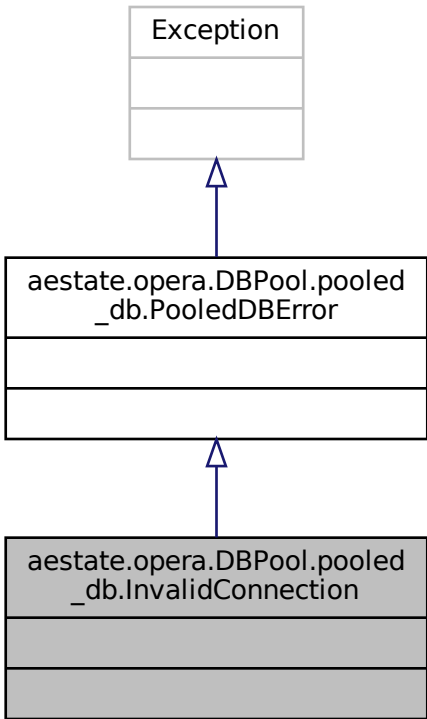 Exception
aestate.opera.DBPool.pooled
_db.PooledDBError
aestate.opera.DBPool.pooled
_db.InvalidConnection